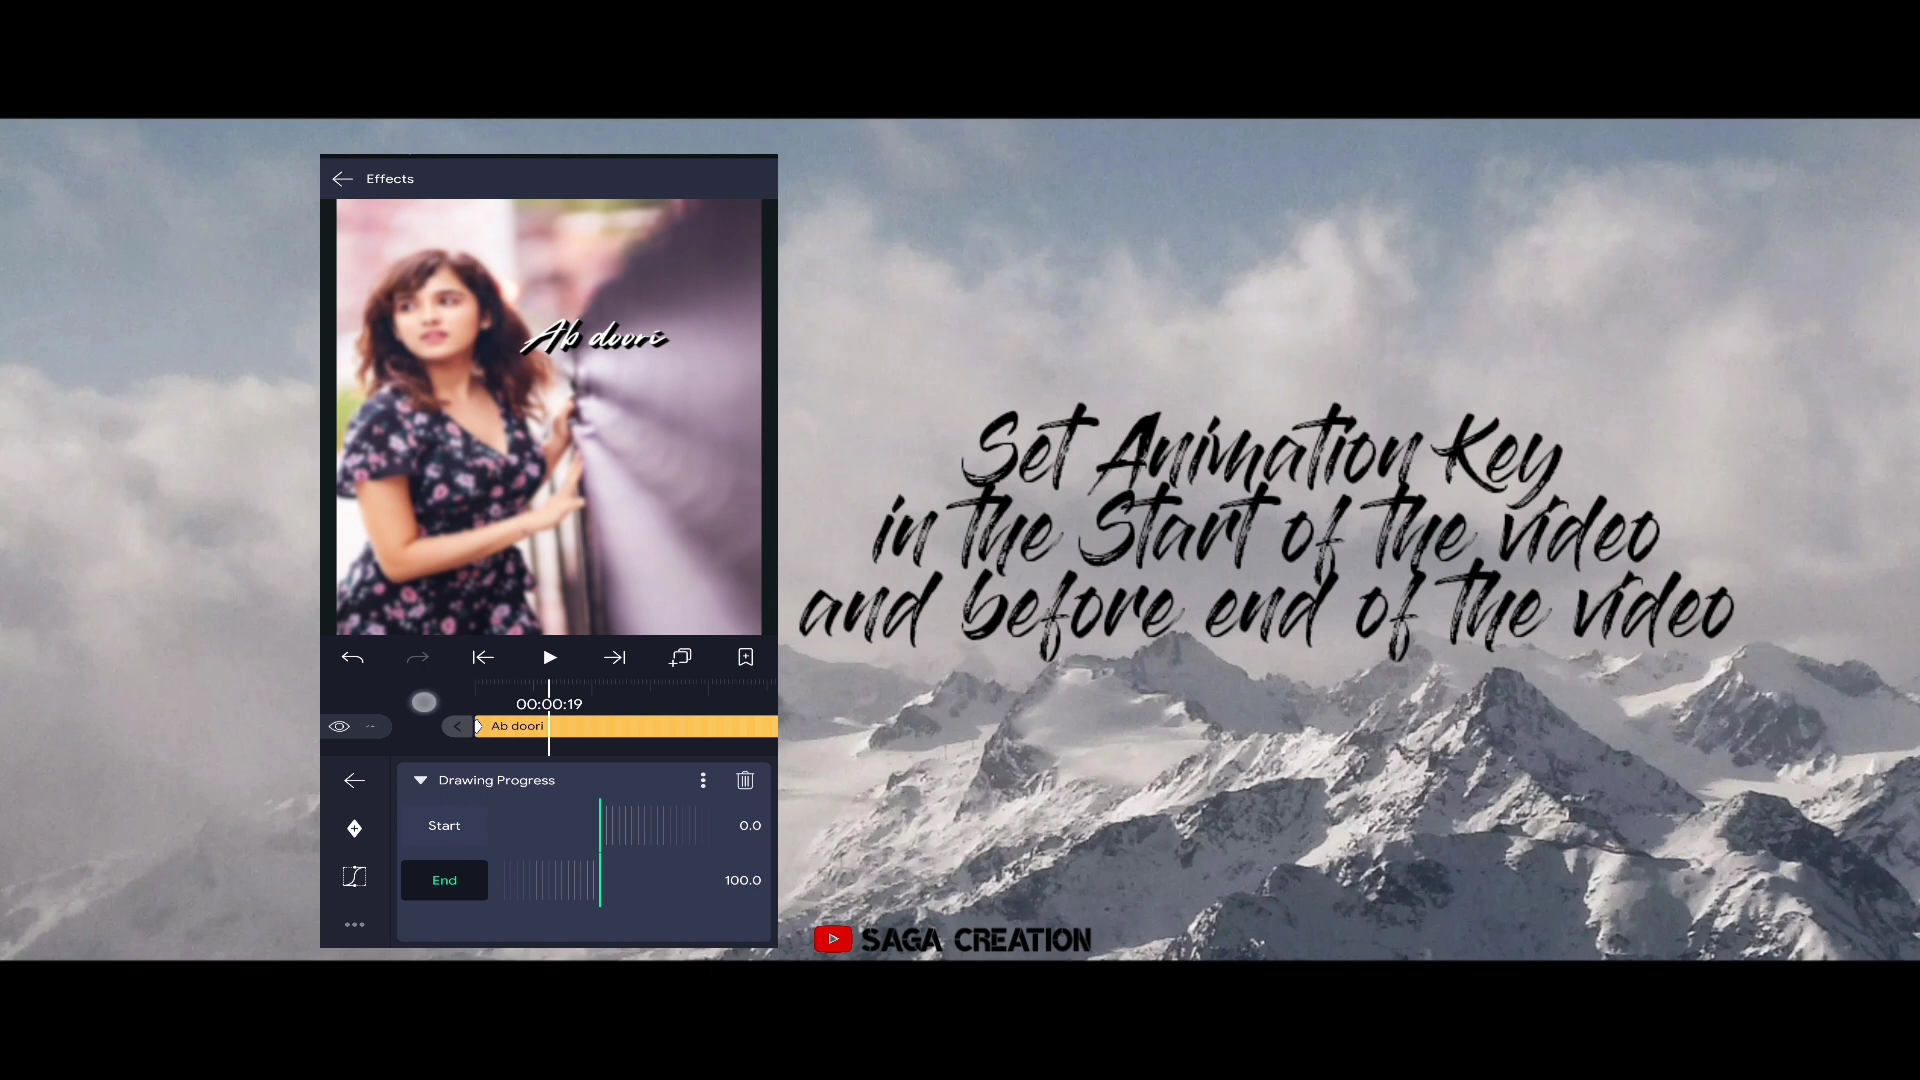 Effects
Ab doori
Set Animation Key
in the Start of the video
and before end of the video
00:00:19
Ab doori
Drawing Progress
Start
0.0
End
100.0
SAGA CREATION